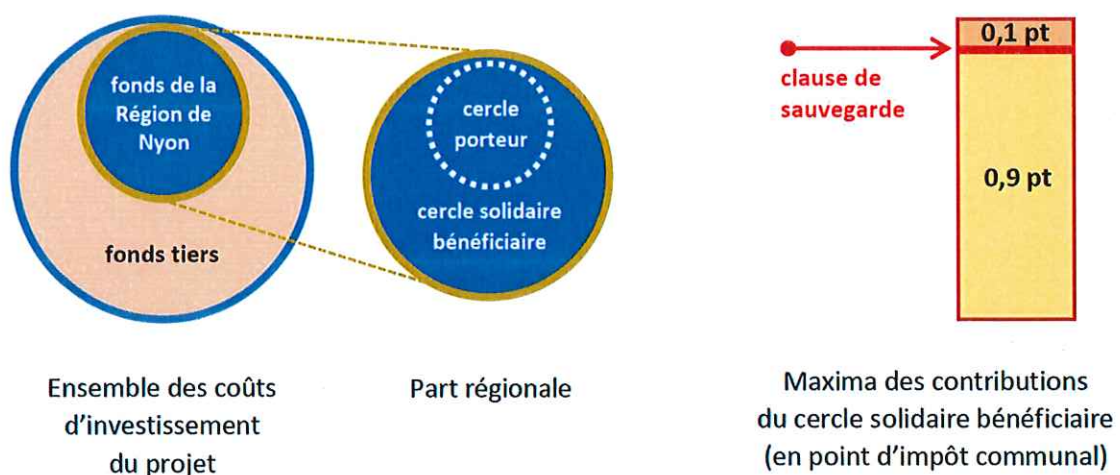 fonds de la
Région de
Nyon
fonds tiers
cercle
porteur
cercle solidaire
bénéficiaire
clause de
sauvegarde
0,1 pt
0,9 pt
Ensemble des coûts
d'investissement
du projet
Part régionale
Maxima des contributions
du cercle solidaire bénéficiaire
(en point d'impôt communal)